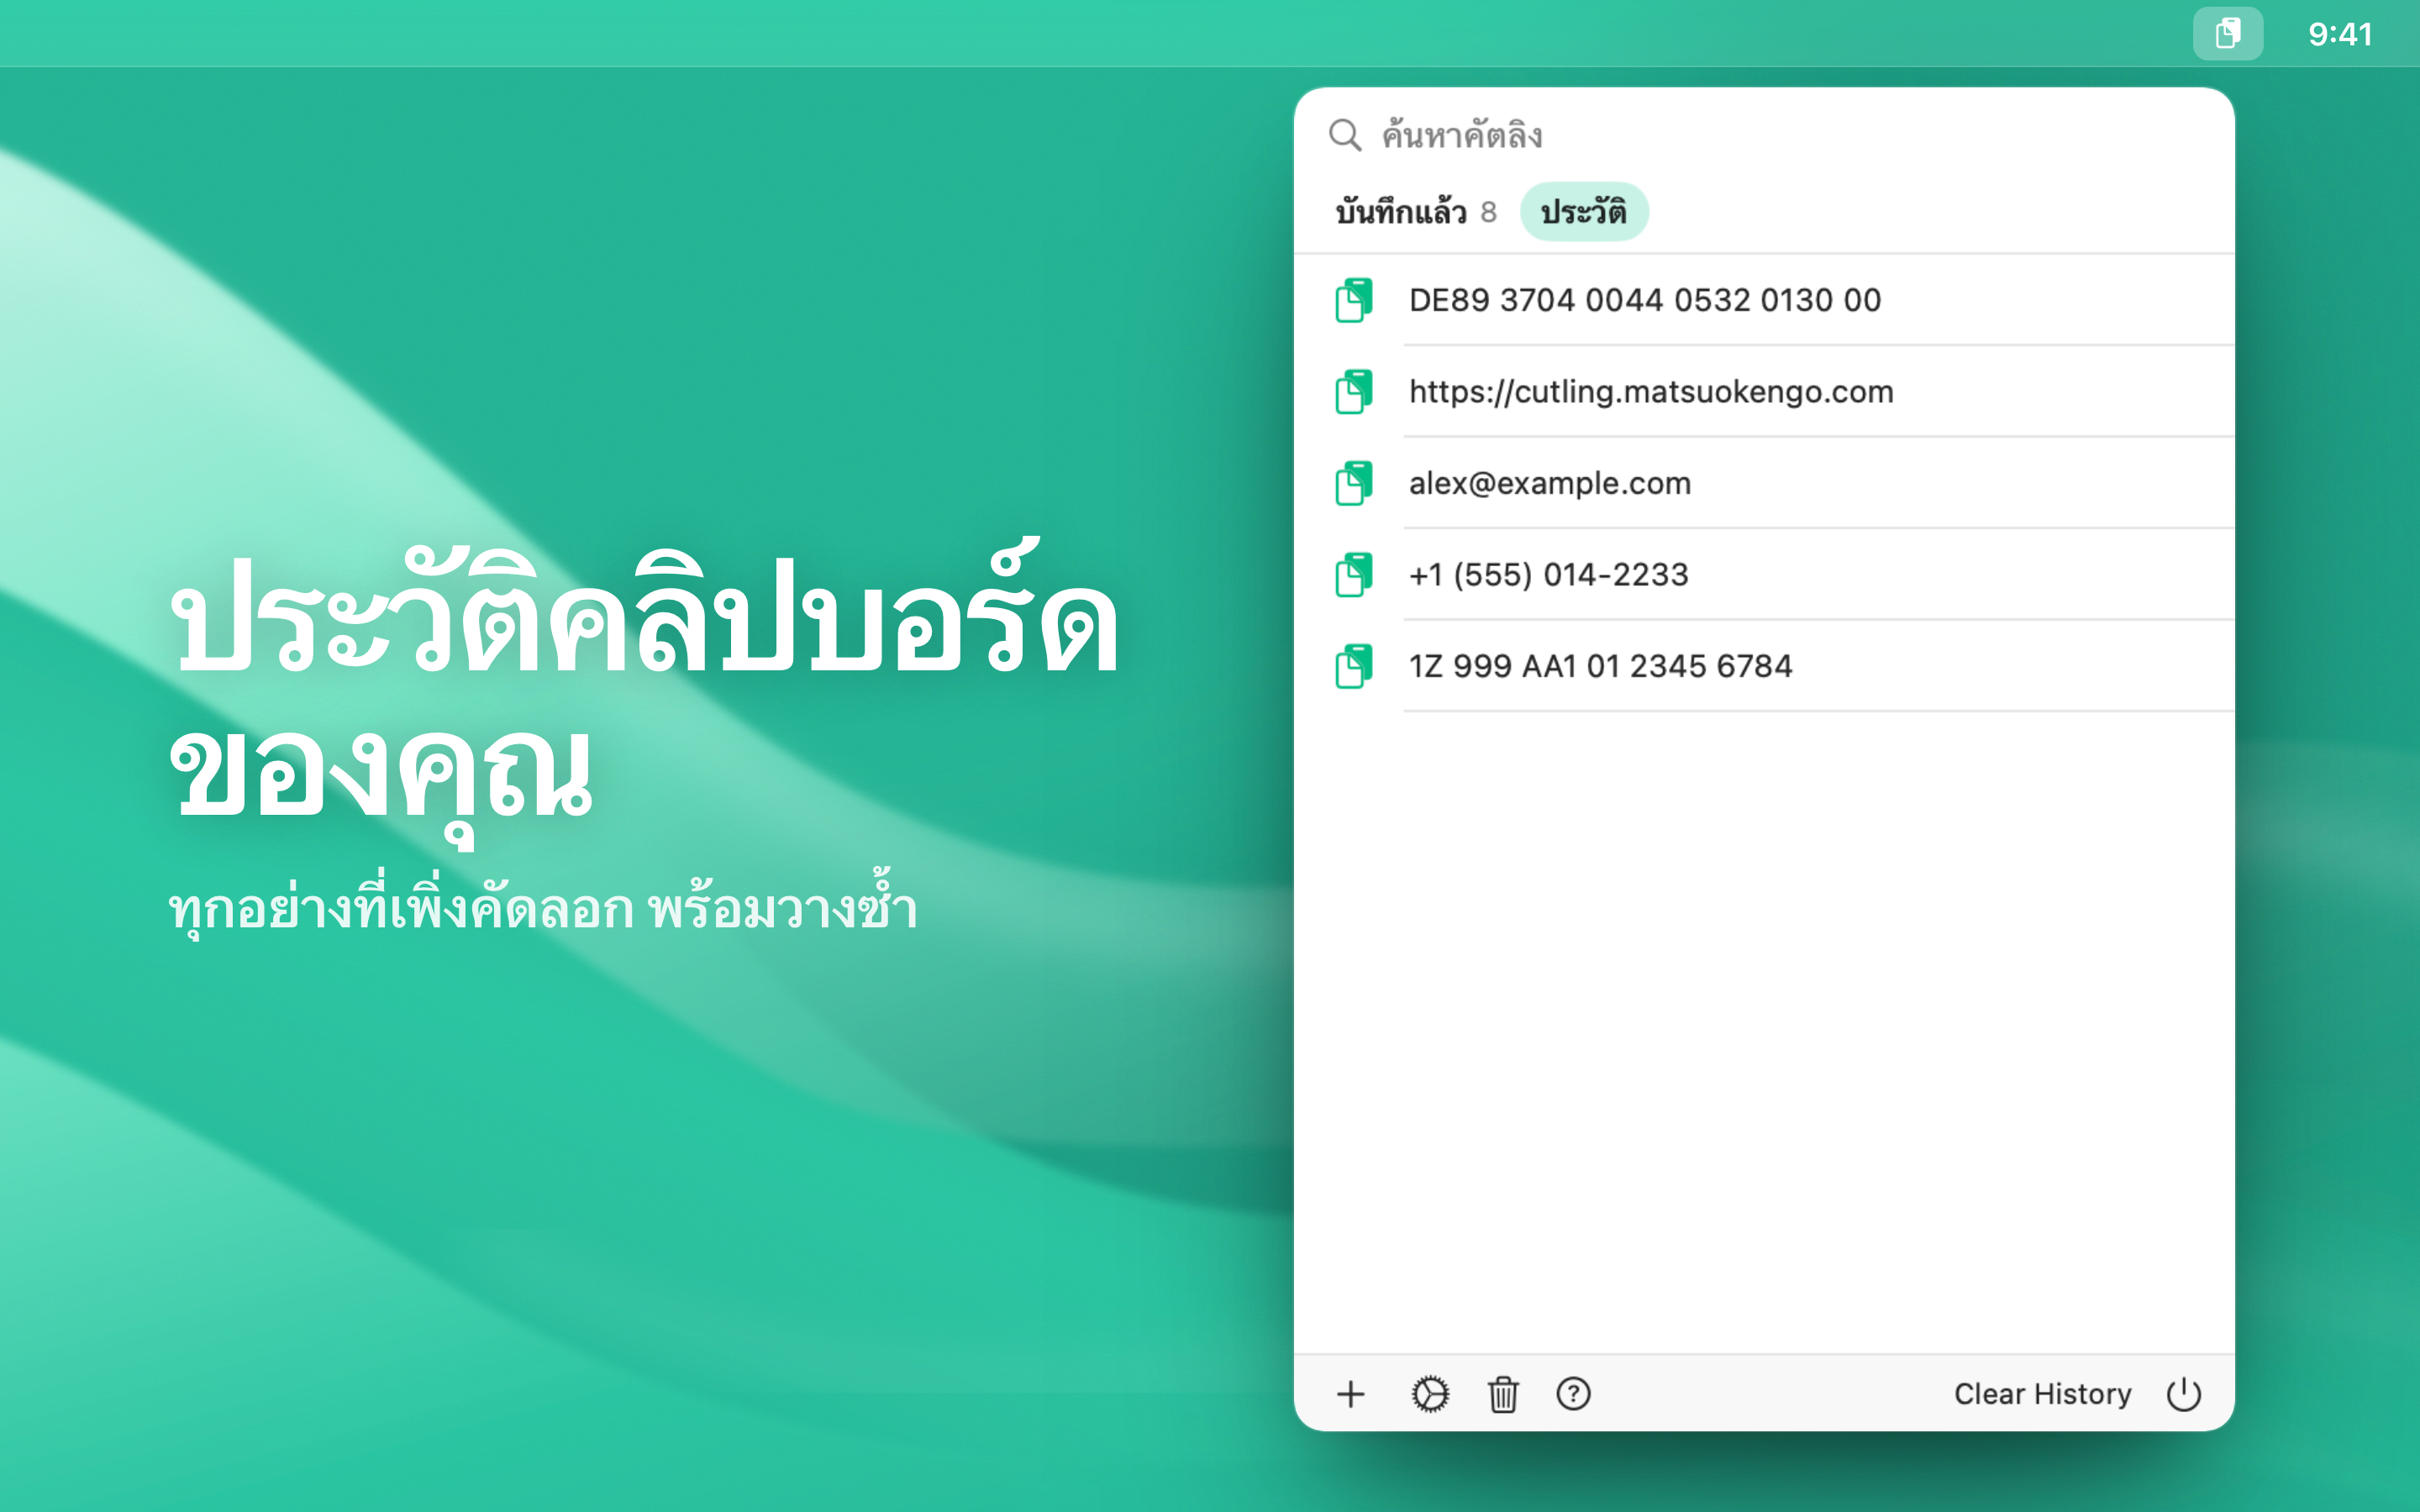 9:41
ค้นหาคัตลิง
บันทึกแล้ว 8 ประวัติ
DE89 3704 0044 0532 0130 00
https://cutling.matsuokengo.com
alex@example.com
+1 (555) 014-2233
1Z 999 AA1 01 2345 6784
Clear History
ประวัติคลิปบอร์ด
ของคุณ
ทุกอย่างที่เพิ่งคัดลอก พร้อมวางซ้ำ